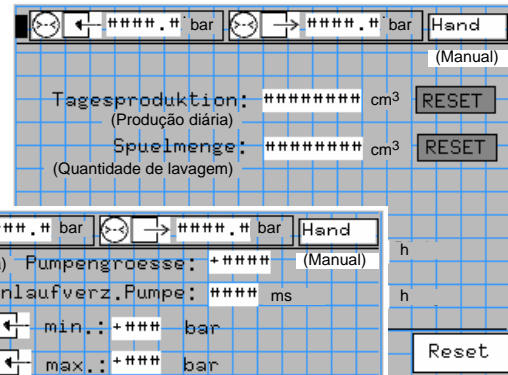 ####.# bar ####.# bar Hand
(Manual)
Tagesproduktion: ######## cm³ RESET
(Produção diária)
Spuelmenge: ######## cm³ RESET
(Quantidade de lavagem)
##.# bar ####.# bar Hand
(Manual)
) Pumpengroesse: +####
h
nlaufverz.Pumpe: #### ms
h
min.: +### bar
max.: +### bar
Reset